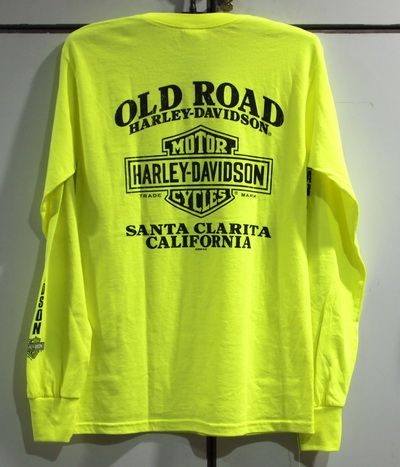 OLD ROAD
HARLEY-DAVIDSON®
MOTOR
HARLEY-DAVIDSON
TRADE MARK
CYCLES
SANTA CLARITA
CALIFORNIA